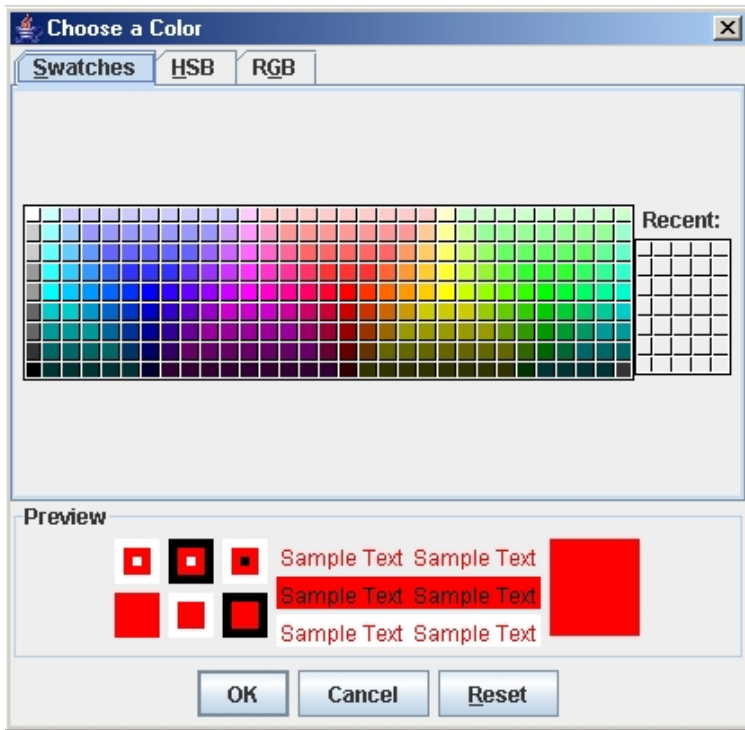 Choose a Color
Swatches HSB RGB
Recent:
Preview
Sample Text Sample Text
Sample Text Sample Text
Sample Text Sample Text
OK Cancel Reset